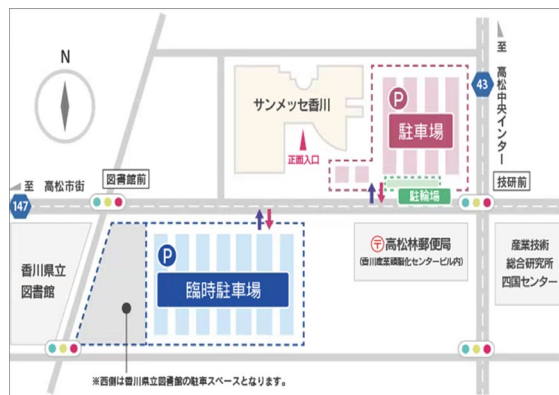 N
至 高松中央インター
43
サンメッセ香川
P
駐車場
正面入口
至 高松市街
図書館前
技研前
駐輪場
147
香川県立
図書館
P
臨時駐車場
高松林郵便局
(香川産業頭脳化センタービル内)
産業技術
総合研究所
四国センター
※西側は香川県立図書館の駐車スペースとなります。